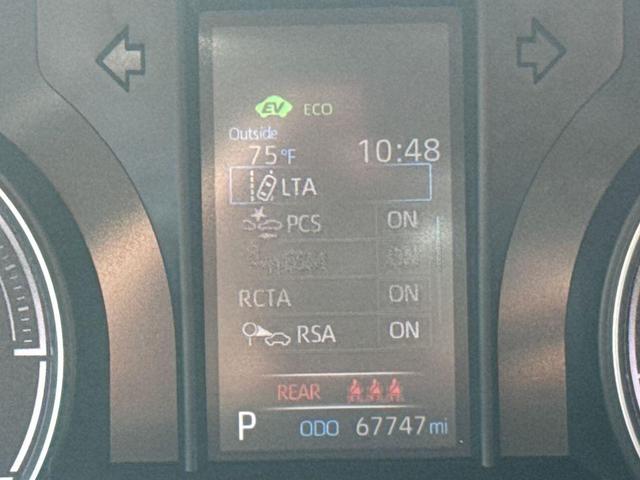 EV ECO
Outside
75°F 10:48
LTA
PCS ON
RCTA ON
RSA ON
REAR
P ODO 67747 mi